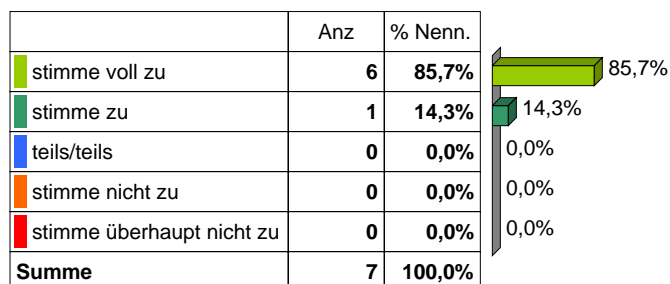 Anz % Nenn.
stimme voll zu 6 85,7% 85,7%
stimme zu 1 14,3% 14,3%
teils/teils 0 0,0% 0,0%
stimme nicht zu 0 0,0% 0,0%
stimme überhaupt nicht zu 0 0,0% 0,0%
Summe 7 100,0%